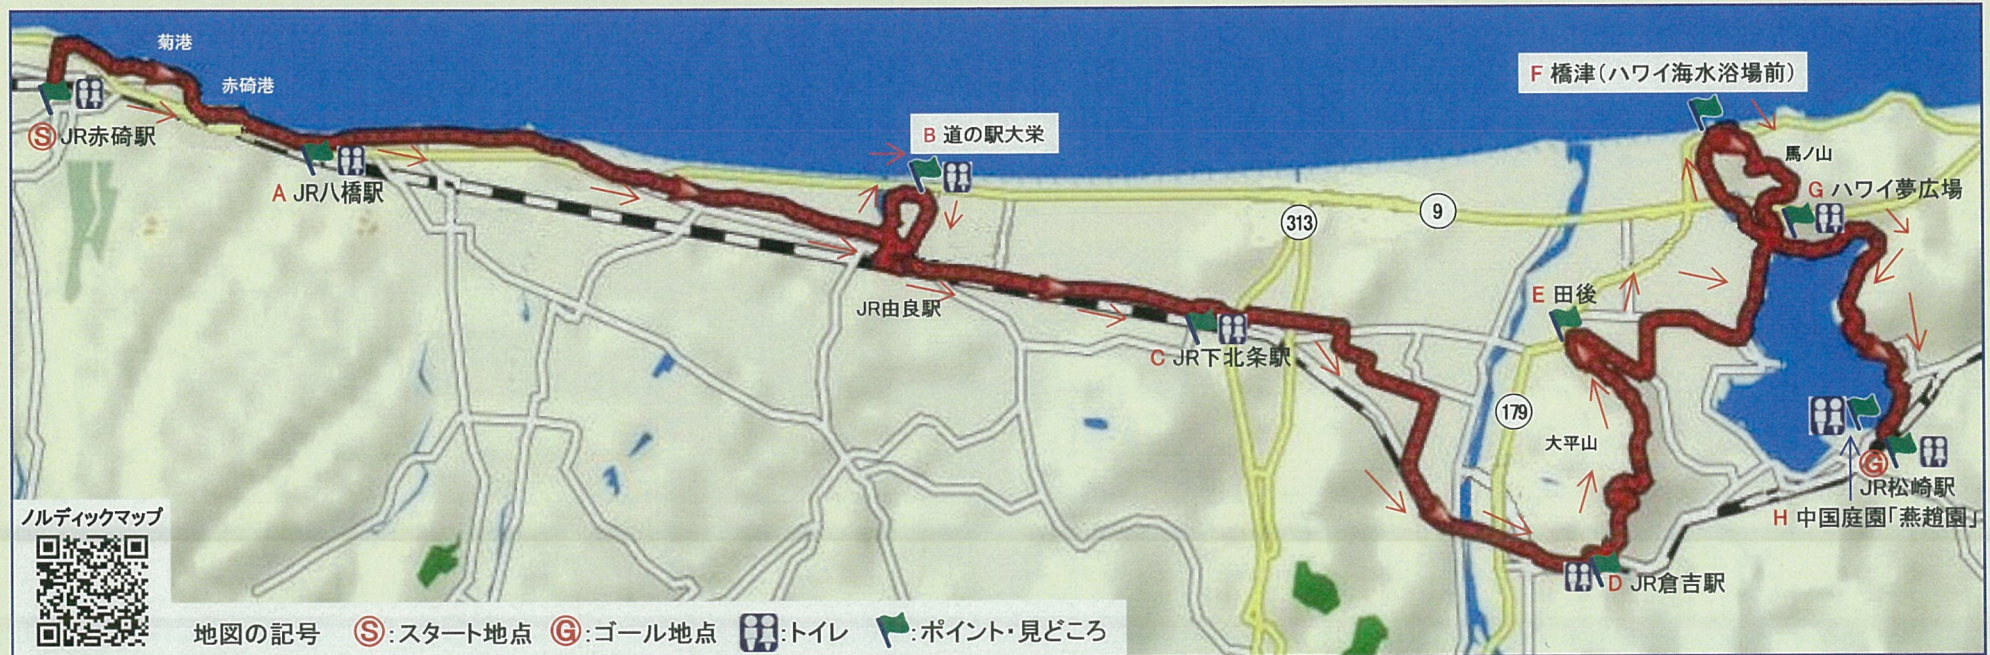 菊港
赤碕港
Ⓢ JR赤碕駅
A JR八橋駅
B 道の駅大栄
JR由良駅
C JR下北条駅
313
9
179
E 田後
大平山
D JR倉吉駅
F 橋津(ハワイ海水浴場前)
馬ノ山
G ハワイ夢広場
Ⓖ
JR松崎駅
H 中国庭園「燕趙園」
ノルディックマップ
地図の記号 Ⓢ:スタート地点 Ⓖ:ゴール地点 :トイレ :ポイント・見どころ